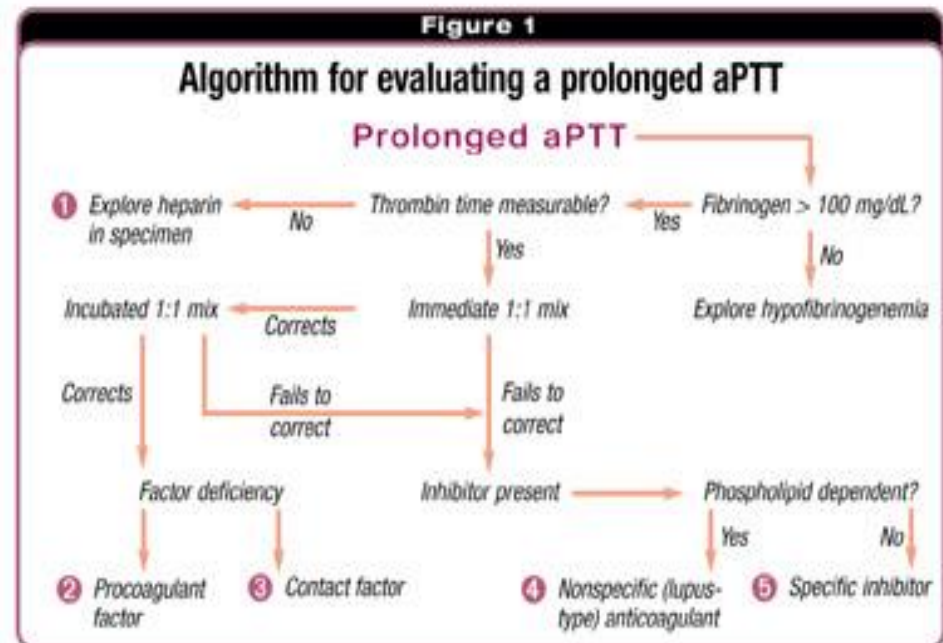 Figure 1
Algorithm for evaluating a prolonged aPTT
Prolonged aPTT
1 Explore heparin
in specimen
No
Thrombin time measurable?
Yes
Fibrinogen > 100 mg/dL?
Yes
No
Incubated 1:1 mix
Corrects
Immediate 1:1 mix
Explore hypofibrinogenemia
Corrects
Fails to
correct
Fails to
correct
Factor deficiency
Inhibitor present
Phospholipid dependent?
Yes
No
2 Procoagulant
factor
3 Contact factor
4 Nonspecific (lupus-
type) anticoagulant
5 Specific inhibitor